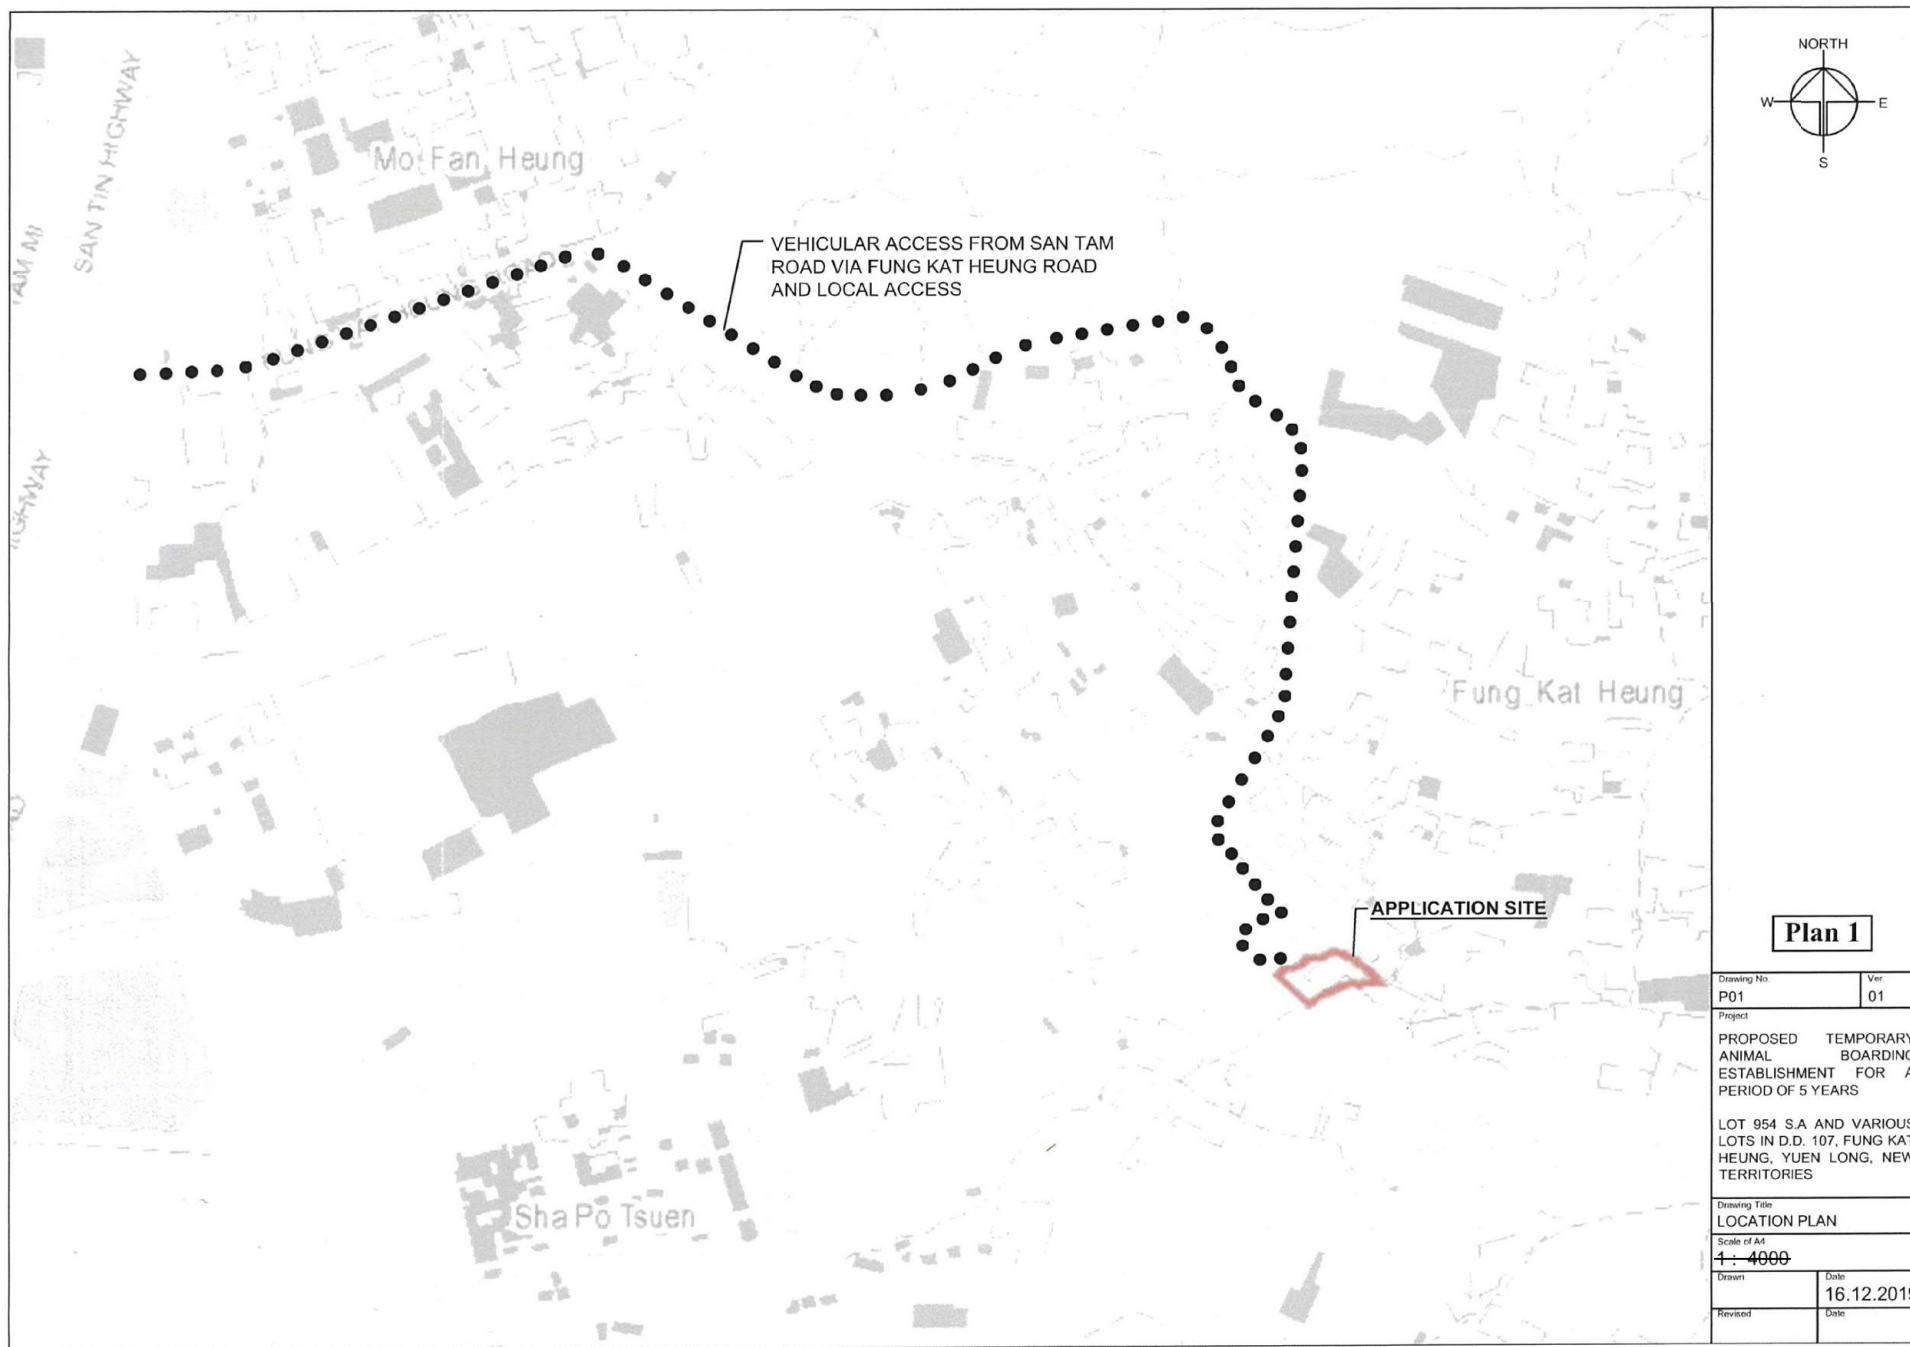 NORTH
W
E
S
SAN TIN HIGHWAY
TAM MI
Mo Fan Heung
VEHICULAR ACCESS FROM SAN TAM
ROAD VIA FUNG KAT HEUNG ROAD
AND LOCAL ACCESS
Fung Kat Heung
APPLICATION SITE
Sha Po Tsuen
Plan 1
Drawing No.
P01
Ver.
01
Project
PROPOSED TEMPORARY
ANIMAL BOARDING
ESTABLISHMENT FOR A
PERIOD OF 5 YEARS
LOT 954 S.A AND VARIOUS
LOTS IN D.D. 107, FUNG KAT
HEUNG, YUEN LONG, NEW
TERRITORIES
Drawing Title
LOCATION PLAN
Scale of A4
1 : 4000
Drawn
Date
16.12.2019
Revised
Date